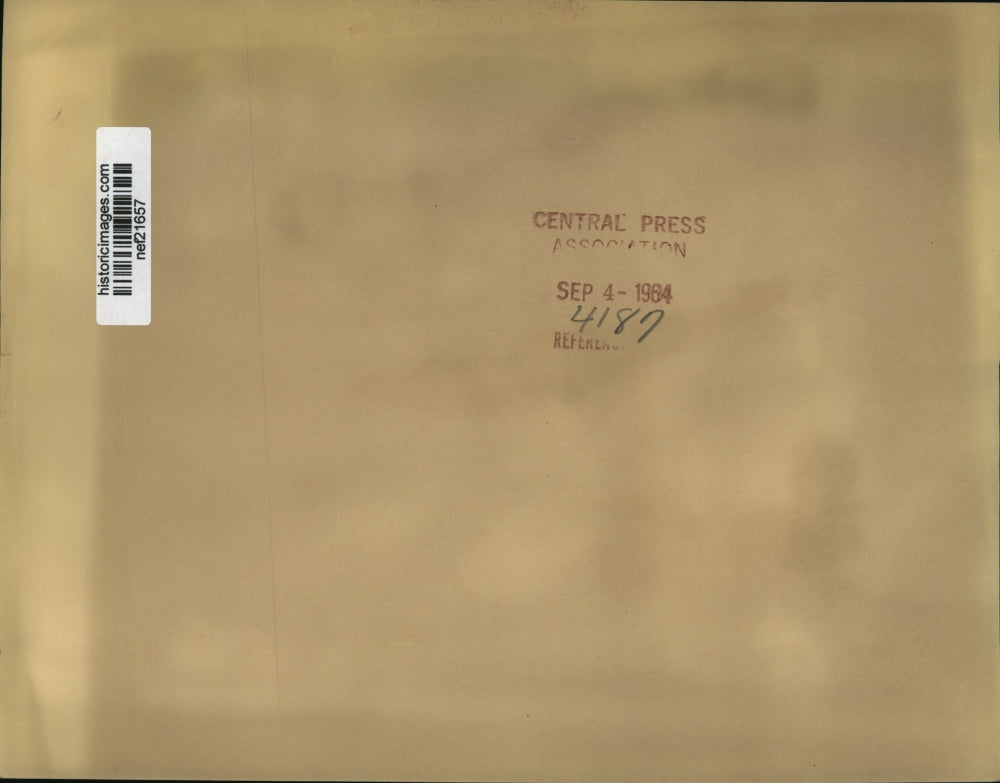 historicimages.com
nef21657
CENTRAL PRESS
ASSOCIATION
SEP 4 - 1964
4187